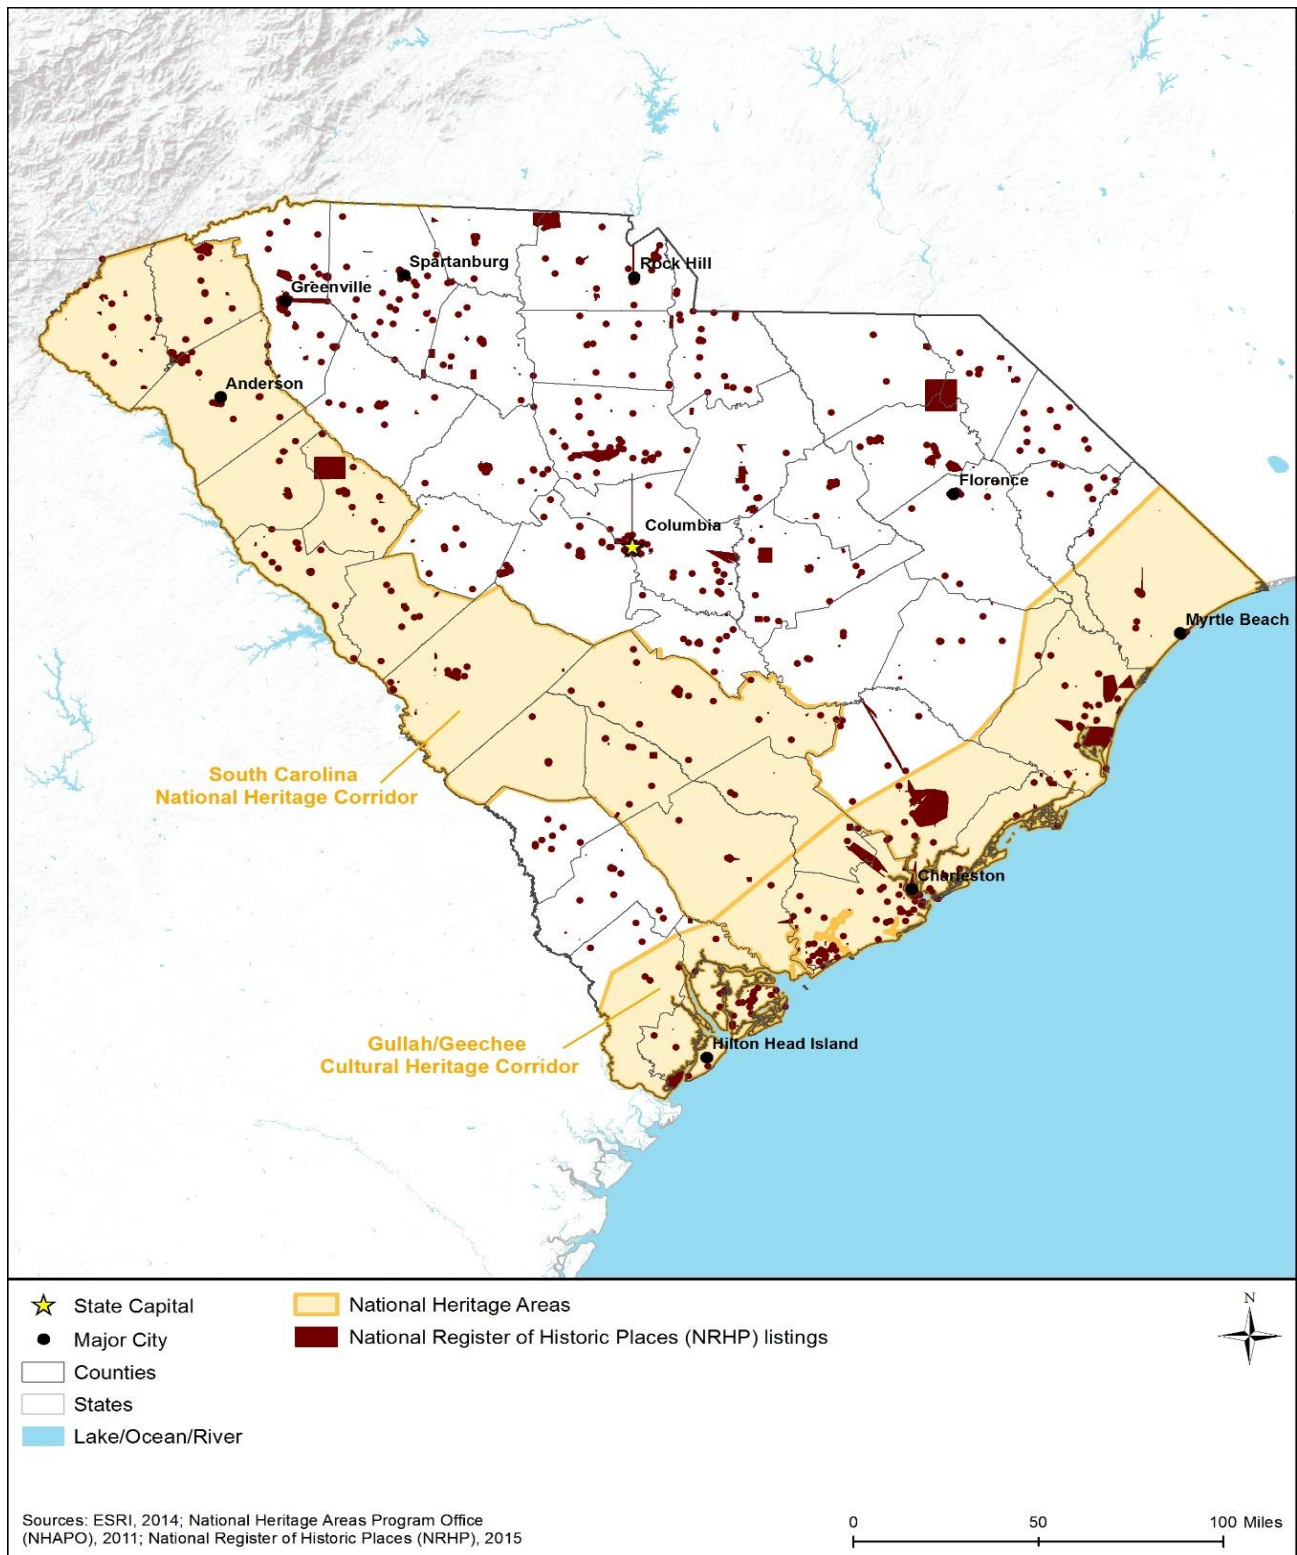 Spartanburg
Rock Hill
Greenville
Anderson
Florence
Columbia
Myrtle Beach
South Carolina
National Heritage Corridor
Charleston
Gullah/Geechee
Cultural Heritage Corridor
Hilton Head Island
State Capital
Major City
Counties
States
Lake/Ocean/River
National Heritage Areas
National Register of Historic Places (NRHP) listings
N
Sources: ESRI, 2014; National Heritage Areas Program Office
(NHAPO), 2011; National Register of Historic Places (NRHP), 2015
0 50 100 Miles